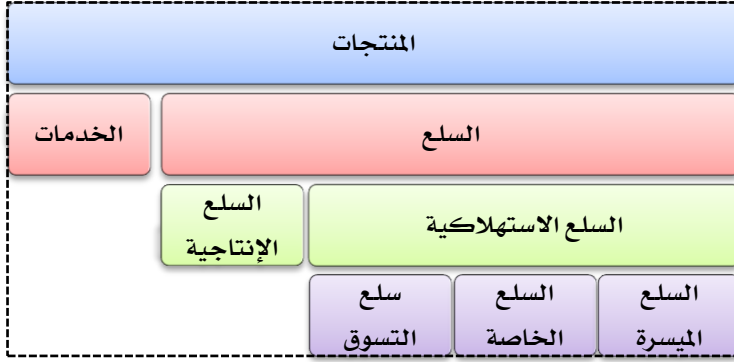 المنتجات
السلع
الخدمات
السلع الاستهلاكية
السلع
الإنتاجية
السلع
الميسرة
السلع
الخاصة
سلع
التسوق